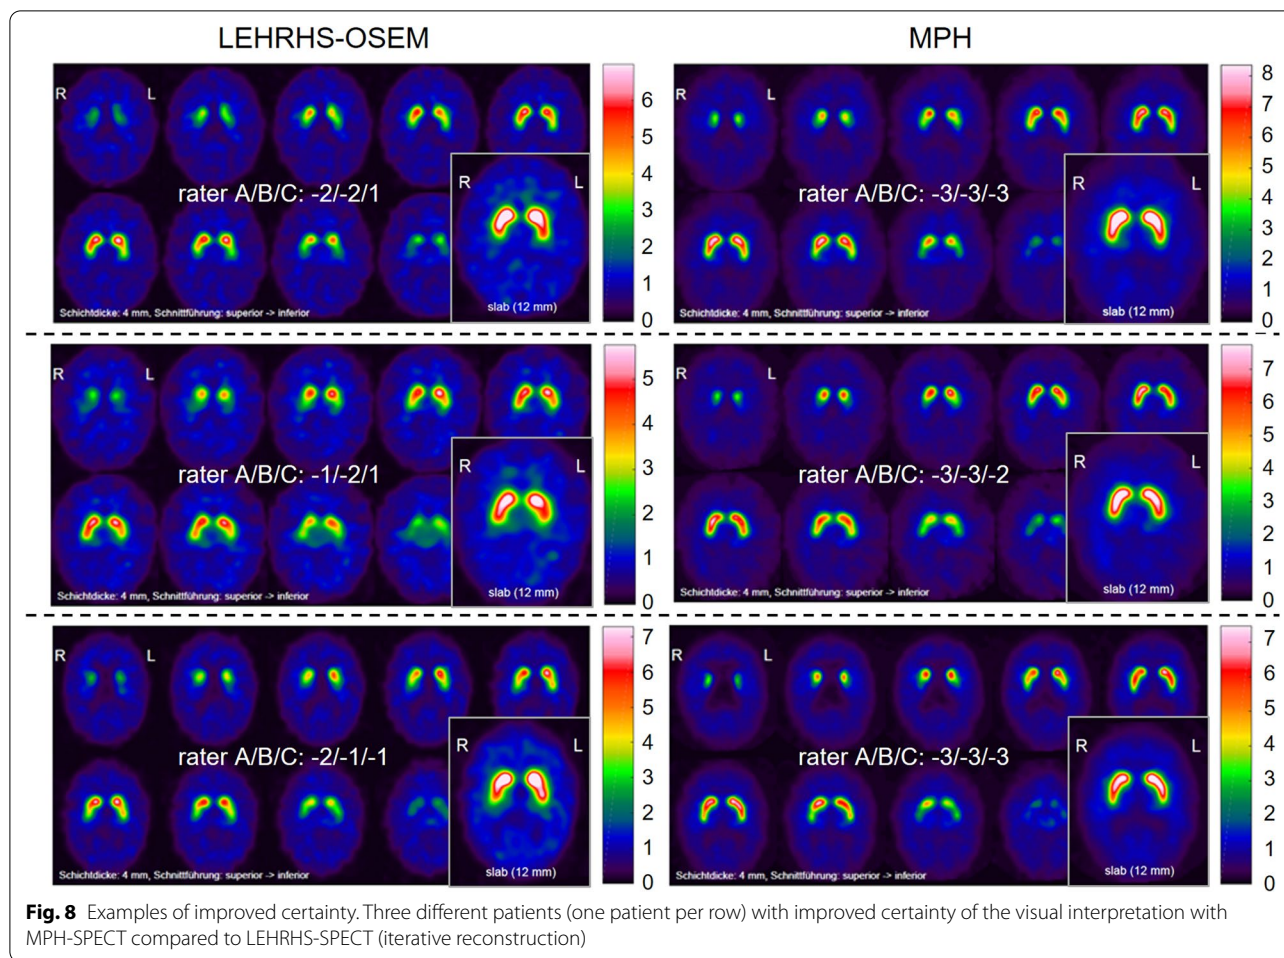 LEHRHS-OSEM
MPH
R
L
rater A/B/C: -2/-2/1
R
L
slab (12 mm)
Schichtdicke: 4 mm, Schnittführung: superior -> inferior
6
5
4
3
2
1
0
R
L
rater A/B/C: -3/-3/-3
R
L
slab (12 mm)
Schichtdicke: 4 mm, Schnittführung: superior -> inferior
8
7
6
5
4
3
2
1
0
R
L
rater A/B/C: -1/-2/1
R
L
slab (12 mm)
Schichtdicke: 4 mm, Schnittführung: superior -> inferior
5
4
3
2
1
0
R
L
rater A/B/C: -3/-3/-2
R
L
slab (12 mm)
Schichtdicke: 4 mm, Schnittführung: superior -> inferior
7
6
5
4
3
2
1
0
R
L
rater A/B/C: -2/-1/-1
R
L
slab (12 mm)
Schichtdicke: 4 mm, Schnittführung: superior -> inferior
7
6
5
4
3
2
1
0
R
L
rater A/B/C: -3/-3/-3
R
L
slab (12 mm)
Schichtdicke: 4 mm, Schnittführung: superior -> inferior
7
6
5
4
3
2
1
0
Fig. 8 Examples of improved certainty. Three different patients (one patient per row) with improved certainty of the visual interpretation with
MPH-SPECT compared to LEHRHS-SPECT (iterative reconstruction)